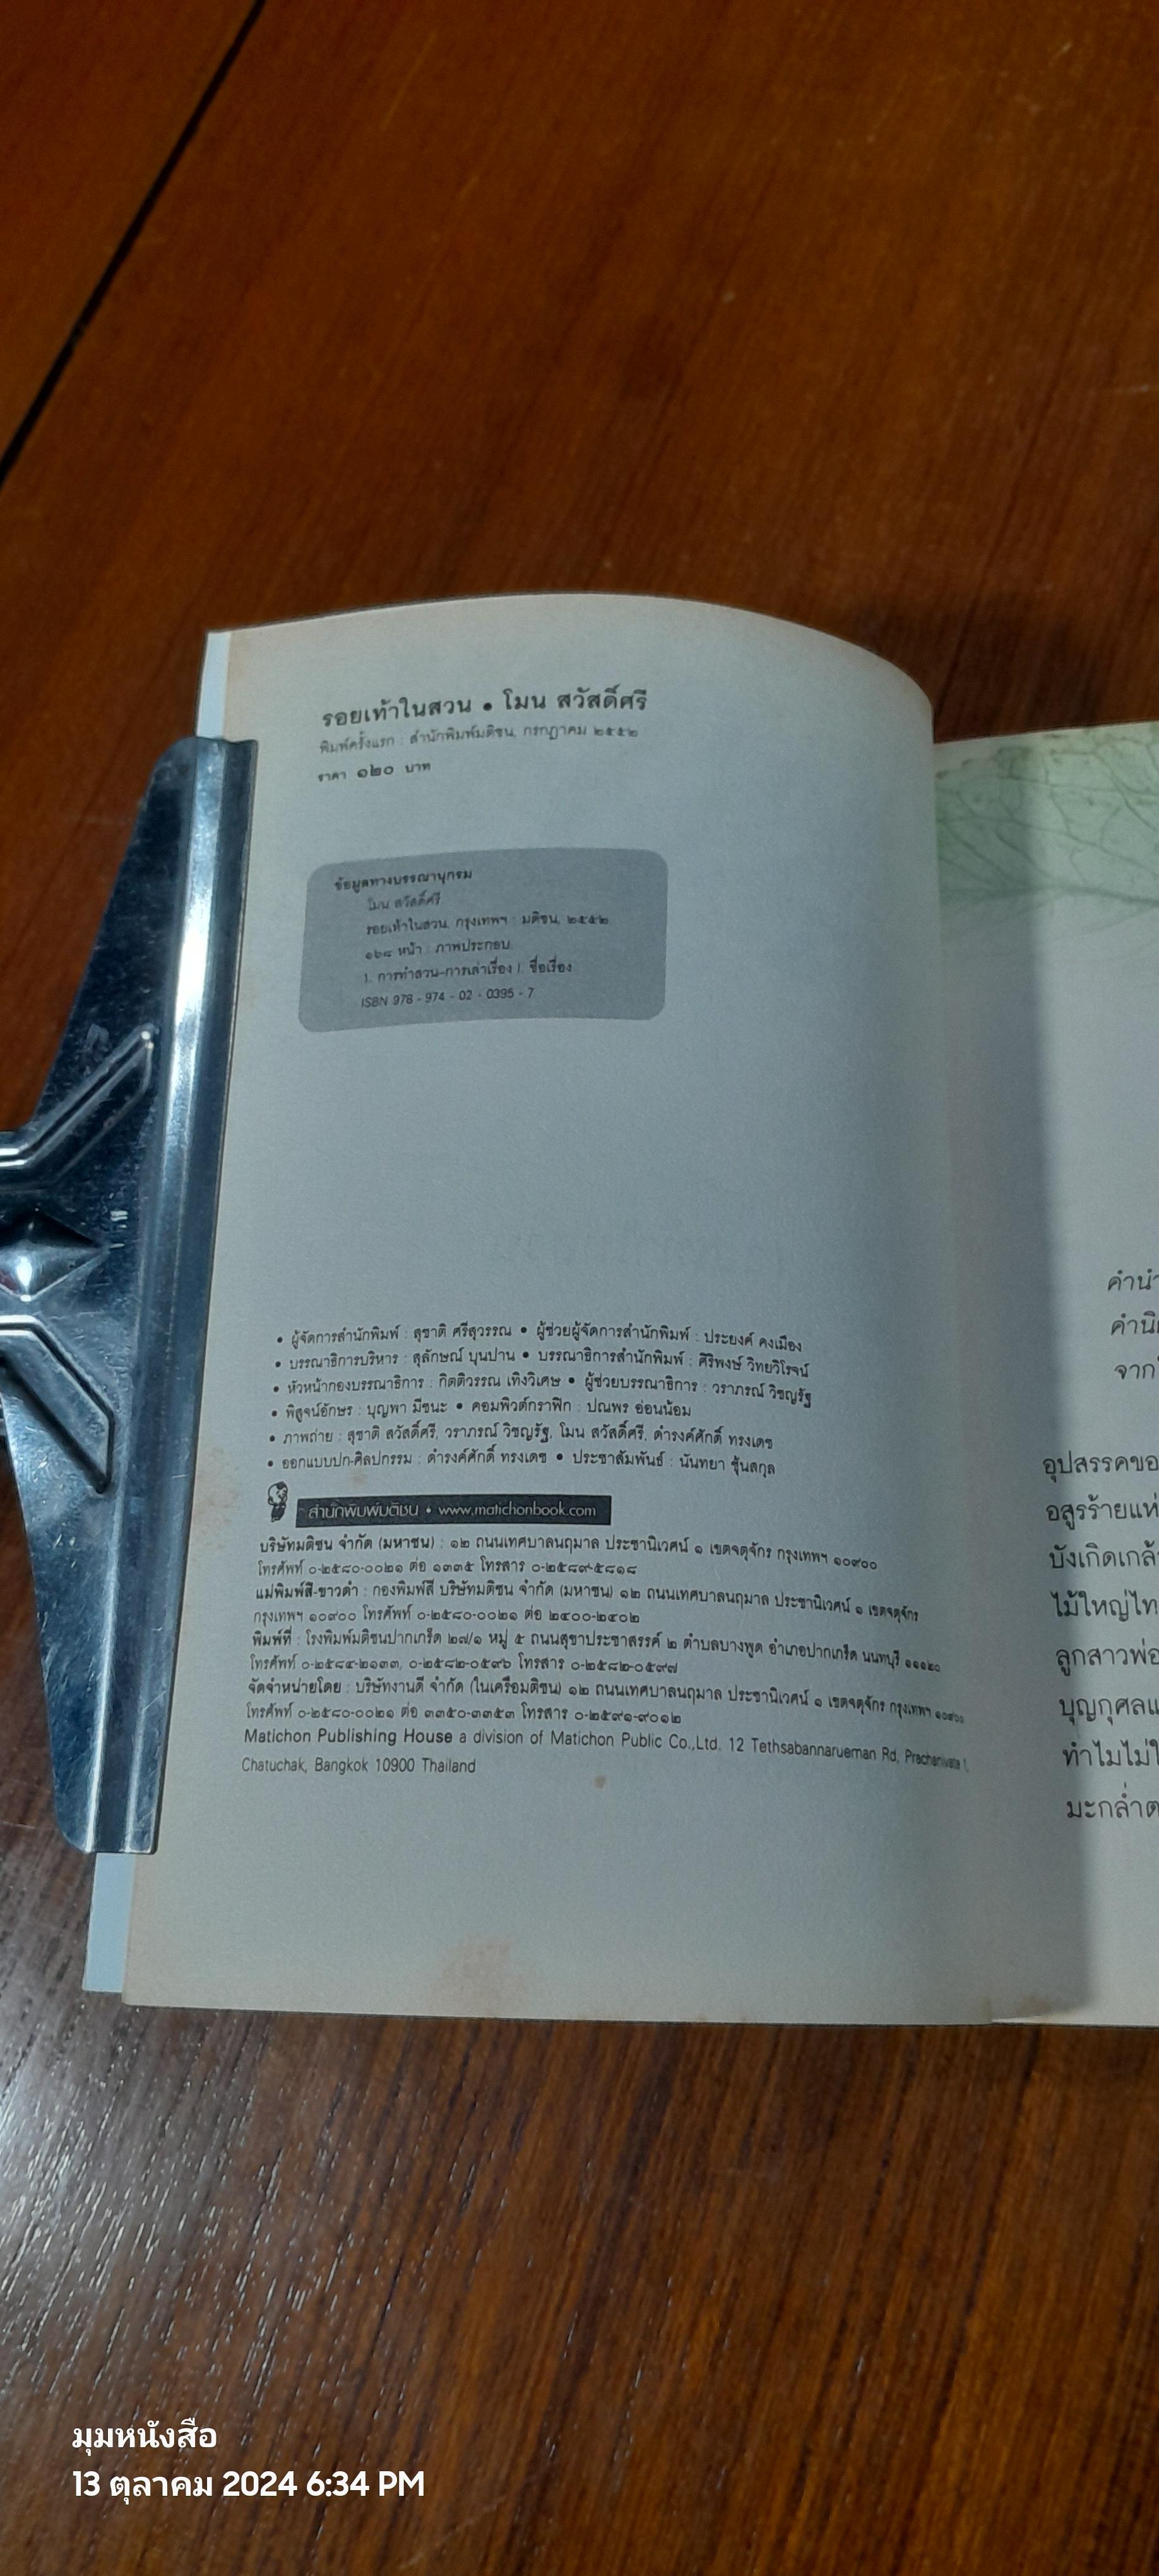 รอยเท้าในสวน • โมน สวัสดิ์ศรี
พิมพ์ครั้งแรก : สำนักพิมพ์มติชน, กรกฎาคม ๒๕๕๒
ราคา ๑๒๐ บาท
ข้อมูลทางบรรณานุกรม
โมน สวัสดิ์ศรี
รอยเท้าในสวน. กรุงเทพฯ : มติชน, ๒๕๕๒
๑๖๘ หน้า : ภาพประกอบ
1. การทำสวน-การเล่าเรื่อง I. ชื่อเรื่อง
ISBN 978 - 974 - 02 - 0395 - 7
• ผู้จัดการสำนักพิมพ์ : สุชาติ ศรีสุวรรณ • ผู้ช่วยผู้จัดการสำนักพิมพ์ : ประยงค์ คงเมือง
• บรรณาธิการบริหาร : สุลักษณ์ บุนปาน • บรรณาธิการสำนักพิมพ์ : ศิริพงษ์ วิทยวิโรจน์
• หัวหน้ากองบรรณาธิการ : กิตติวรรณ เทิงวิเศษ • ผู้ช่วยบรรณาธิการ : วราภรณ์ วิชญรัฐ
• พิสูจน์อักษร : บุญพา มีชนะ • คอมพิวต์กราฟิก : ปณพร อ่อนน้อม
• ภาพถ่าย : สุชาติ สวัสดิ์ศรี, วราภรณ์ วิชญรัฐ, โมน สวัสดิ์ศรี, ดำรงค์ศักดิ์ ทรงเดช
• ออกแบบปก-ศิลปกรรม : ดำรงค์ศักดิ์ ทรงเดช • ประชาสัมพันธ์ : นันทยา ชุ้นสกุล
สำนักพิมพ์มติชน • www.matichonbook.com
บริษัทมติชน จำกัด (มหาชน) : ๑๒ ถนนเทศบาลนฤมาล ประชานิเวศน์ ๑ เขตจตุจักร กรุงเทพฯ ๑๐๙๐๐
โทรศัพท์ ๐-๒๕๘๐-๐๐๒๑ ต่อ ๑๓๓๕ โทรสาร ๐-๒๕๘๙-๕๘๑๘
แม่พิมพ์สี-ขาวดำ : กองพิมพ์สี บริษัทมติชน จำกัด (มหาชน) ๑๒ ถนนเทศบาลนฤมาล ประชานิเวศน์ ๑ เขตจตุจักร
กรุงเทพฯ ๑๐๙๐๐ โทรศัพท์ ๐-๒๕๘๐-๐๐๒๑ ต่อ ๒๔๐๐-๒๔๐๒
พิมพ์ที่ : โรงพิมพ์มติชนปากเกร็ด ๒๗/๑ หมู่ ๕ ถนนสุขาประชาสรรค์ ๒ ตำบลบางพูด อำเภอปากเกร็ด นนทบุรี ๑๑๑๒๐
โทรศัพท์ ๐-๒๕๘๔-๒๑๓๓, ๐-๒๕๘๒-๐๕๙๖ โทรสาร ๐-๒๕๘๒-๐๕๙๗
จัดจำหน่ายโดย : บริษัทงานดี จำกัด (ในเครือมติชน) ๑๒ ถนนเทศบาลนฤมาล ประชานิเวศน์ ๑ เขตจตุจักร กรุงเทพฯ ๑๐๙๐๐
โทรศัพท์ ๐-๒๕๘๐-๐๐๒๑ ต่อ ๓๓๕๐-๓๓๕๓ โทรสาร ๐-๒๕๙๑-๙๐๑๒
Matichon Publishing House a division of Matichon Public Co.,Ltd. 12 Tethsabannarueman Rd, Prachanivate 1,
Chatuchak, Bangkok 10900 Thailand
คำนำ
คำนิ
จาก
อุปสรรคขอ
อสูรร้ายแห่
บังเกิดเกล้
ไม้ใหญ่ไท
ลูกสาวพ่อ
บุญกุศลแ
ทำไมไม่ใ
มะกล่ำต
มุมหนังสือ
13 ตุลาคม 2024 6:34 PM